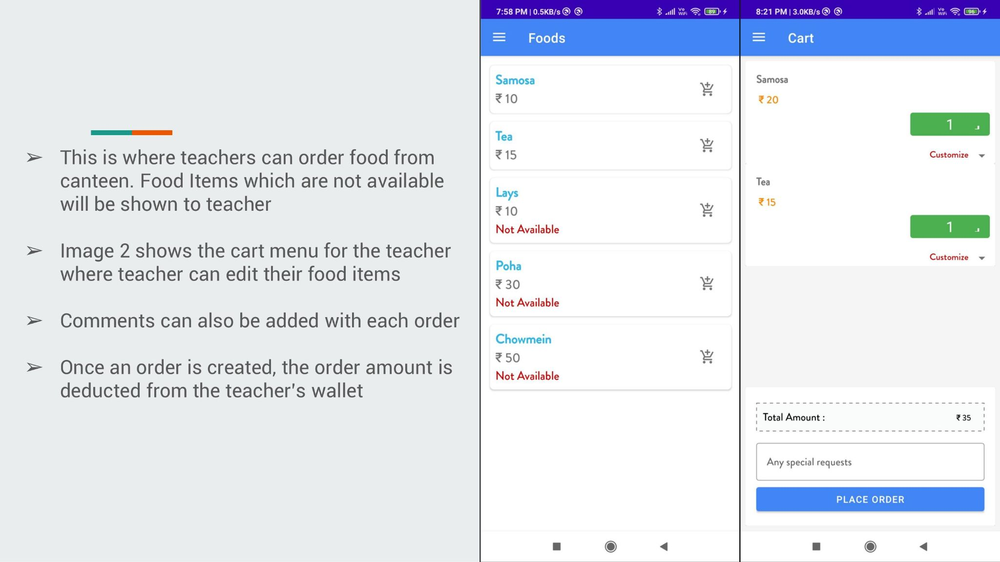 ➢ This is where teachers can order food from
canteen. Food Items which are not available
will be shown to teacher
➢ Image 2 shows the cart menu for the teacher
where teacher can edit their food items
➢ Comments can also be added with each order
➢ Once an order is created, the order amount is
deducted from the teacher's wallet
7:58 PM | 0.5KB/s Vo WiFi 89
Foods
Samosa
₹ 10
Tea
₹ 15
Lays
₹ 10
Not Available
Poha
₹ 30
Not Available
Chowmein
₹ 50
Not Available
8:21 PM | 3.0KB/s Vo WiFi 96
Cart
Samosa
₹ 20
1
Customize
Tea
₹ 15
1
Customize
Total Amount : ₹ 35
Any special requests
PLACE ORDER